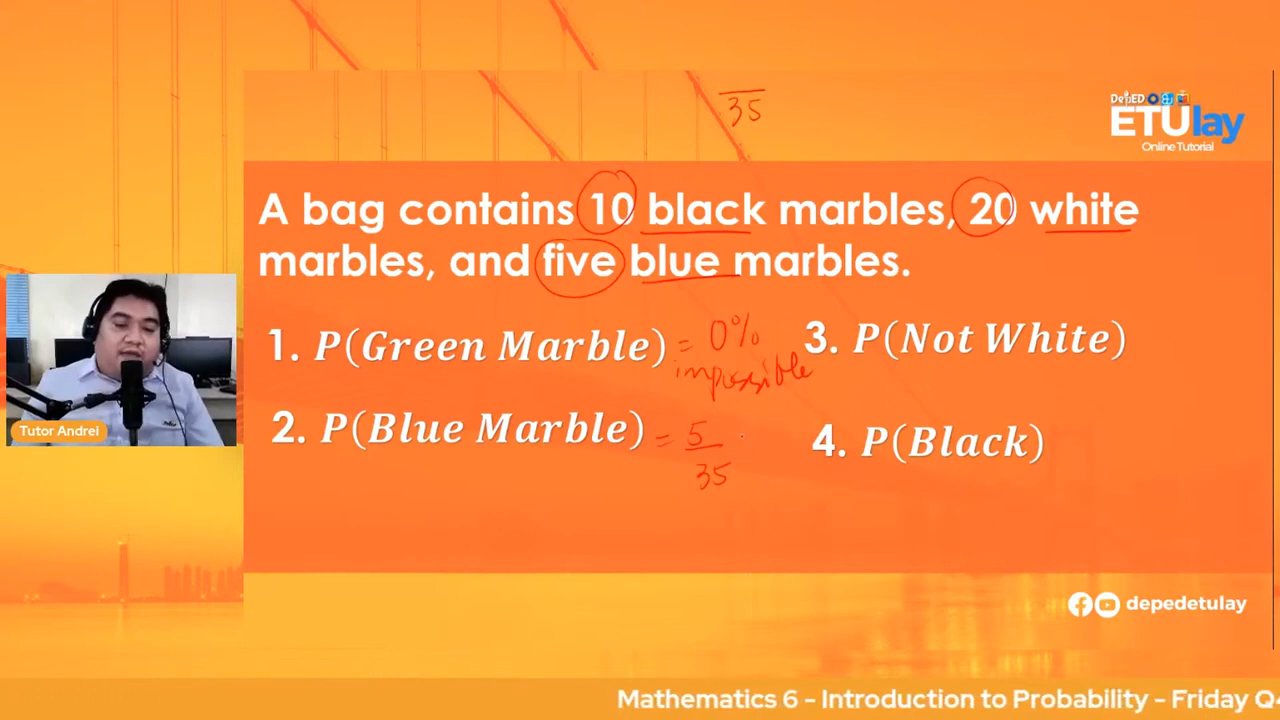 35
DepED
ETUlay
Online Tutorial
A bag contains 10 black marbles, 20 white
marbles, and five blue marbles.
1. P(Green Marble) = 0%
impossible
2. P(Blue Marble) = 5
35
3. P(Not White)
4. P(Black)
Tutor Andrei
depedetulay
Mathematics 6 - Introduction to Probability - Friday Q4